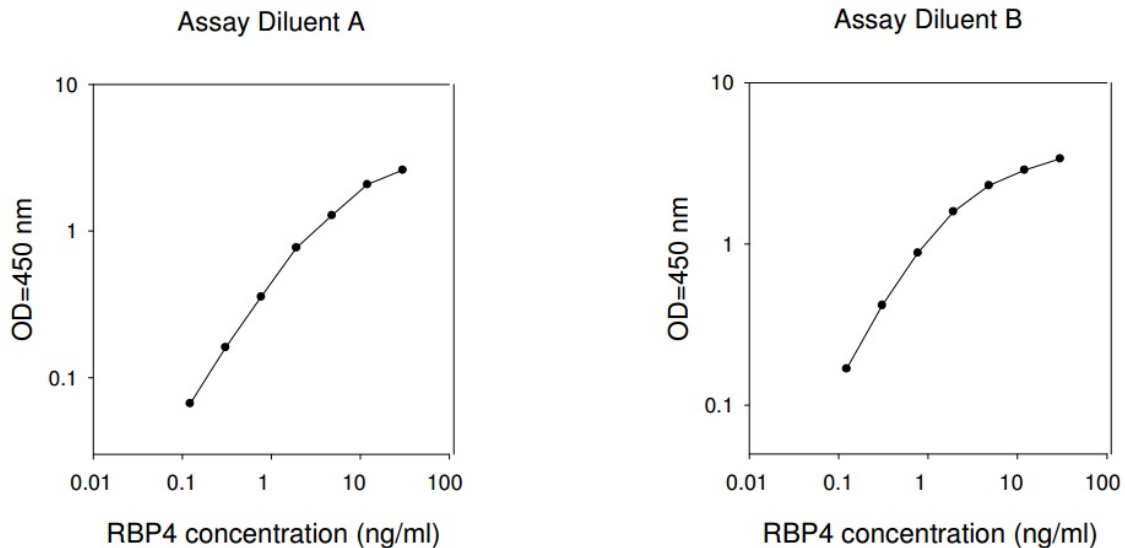 Assay Diluent A
10
1
0.1
OD=450 nm
0.01 0.1 1 10 100
RBP4 concentration (ng/ml)
Assay Diluent B
10
1
0.1
OD=450 nm
0.01 0.1 1 10 100
RBP4 concentration (ng/ml)